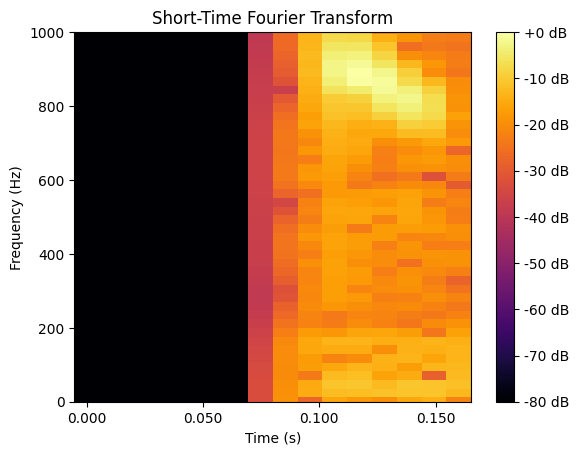 Short-Time Fourier Transform
Frequency (Hz)
1000
800
600
400
200
0
0.000
0.050
0.100
0.150
Time (s)
+0 dB
-10 dB
-20 dB
-30 dB
-40 dB
-50 dB
-60 dB
-70 dB
-80 dB